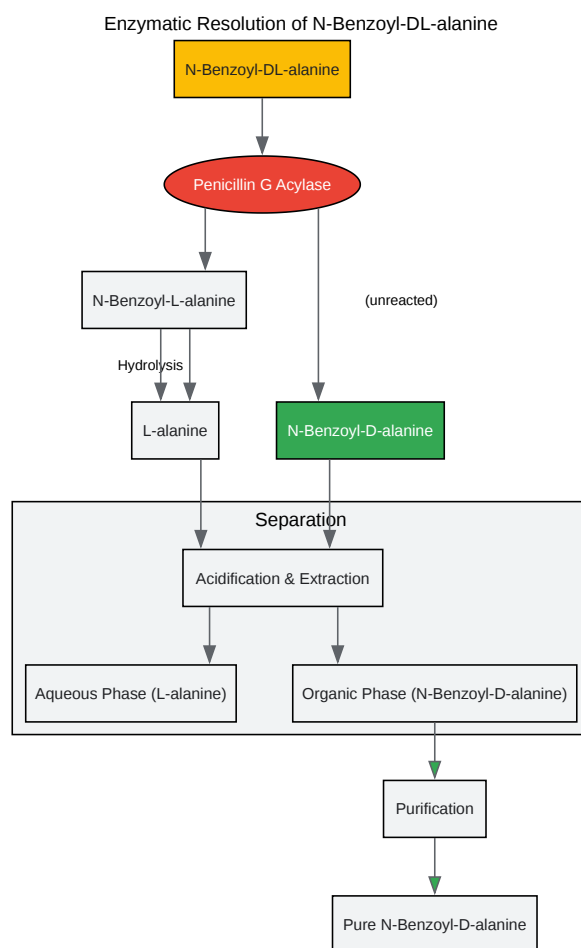 Enzymatic Resolution of N-Benzoyl-DL-alanine
N-Benzoyl-DL-alanine
Penicillin G Acylase
N-Benzoyl-L-alanine
(unreacted)
Hydrolysis
L-alanine
N-Benzoyl-D-alanine
Separation
Acidification & Extraction
Aqueous Phase (L-alanine)
Organic Phase (N-Benzoyl-D-alanine)
Purification
Pure N-Benzoyl-D-alanine